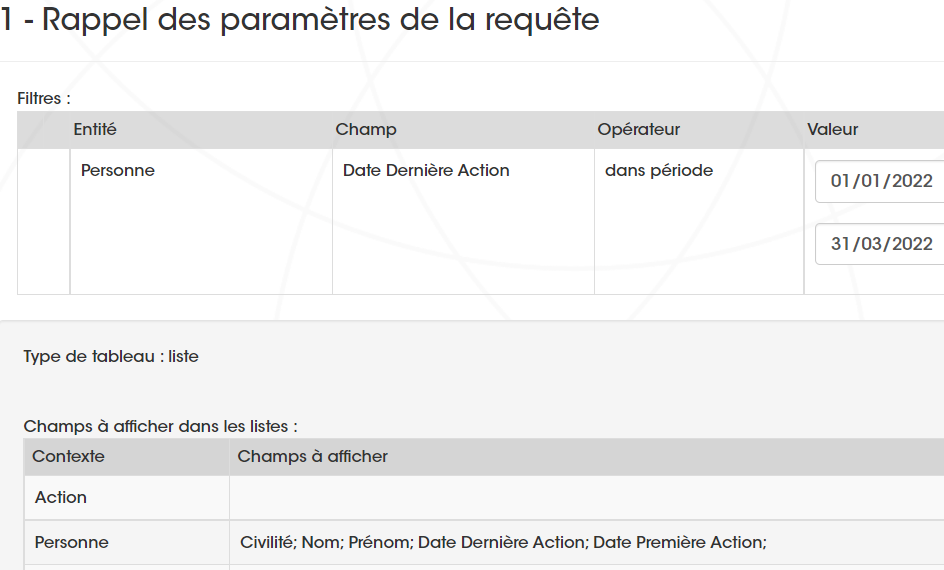 1 - Rappel des paramètres de la requête
Filtres :
Entité Champ Opérateur Valeur
Personne Date Dernière Action dans période 01/01/2022
31/03/2022
Type de tableau : liste
Champs à afficher dans les listes :
Contexte Champs à afficher
Action
Personne Civilité; Nom; Prénom; Date Dernière Action; Date Première Action;